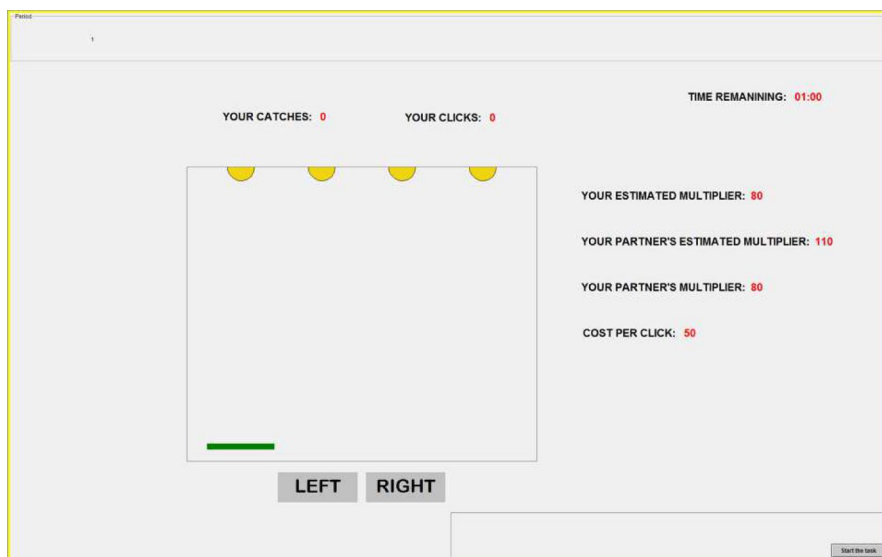 Period
1
TIME REMANINING: 01:00
YOUR CATCHES: 0 YOUR CLICKS: 0
YOUR ESTIMATED MULTIPLIER: 80
YOUR PARTNER'S ESTIMATED MULTIPLIER: 110
YOUR PARTNER'S MULTIPLIER: 80
COST PER CLICK: 50
LEFT RIGHT
Start the task